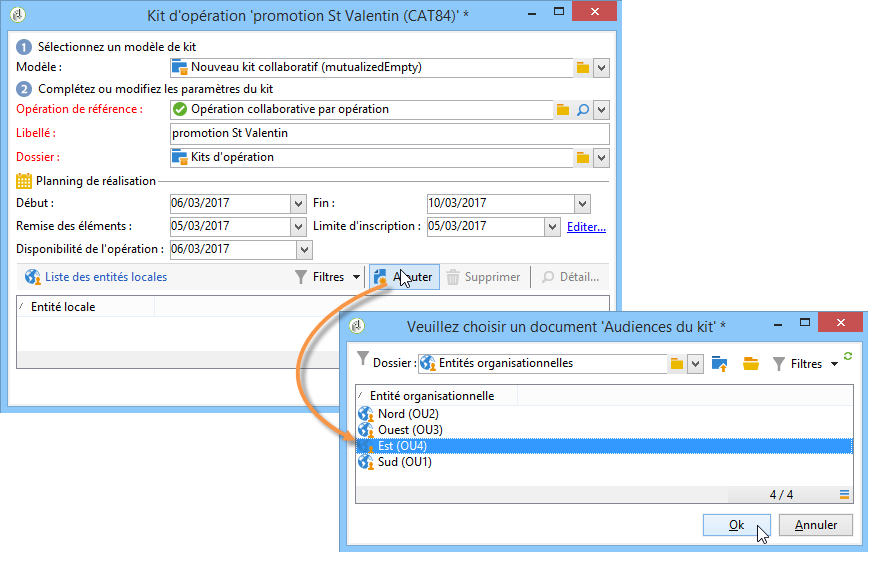 Kit d'opération 'promotion St Valentin (CAT84)' *
1 Sélectionnez un modèle de kit
Modèle : Nouveau kit collaboratif (mutualizedEmpty)
2 Complétez ou modifiez les paramètres du kit
Opération de référence : Opération collaborative par opération
Libellé : promotion St Valentin
Dossier : Kits d'opération
Planning de réalisation
Début : 06/03/2017 Fin : 10/03/2017
Remise des éléments : 05/03/2017 Limite d'inscription : 05/03/2017 Editer...
Disponibilité de l'opération : 06/03/2017
Liste des entités locales Filtres Ajouter Supprimer Détail...
Entité locale
Veuillez choisir un document 'Audiences du kit' *
Dossier : Entités organisationnelles Filtres
Entité organisationnelle
Nord (OU2)
Ouest (OU3)
Est (OU4)
Sud (OU1)
4 / 4
Ok Annuler